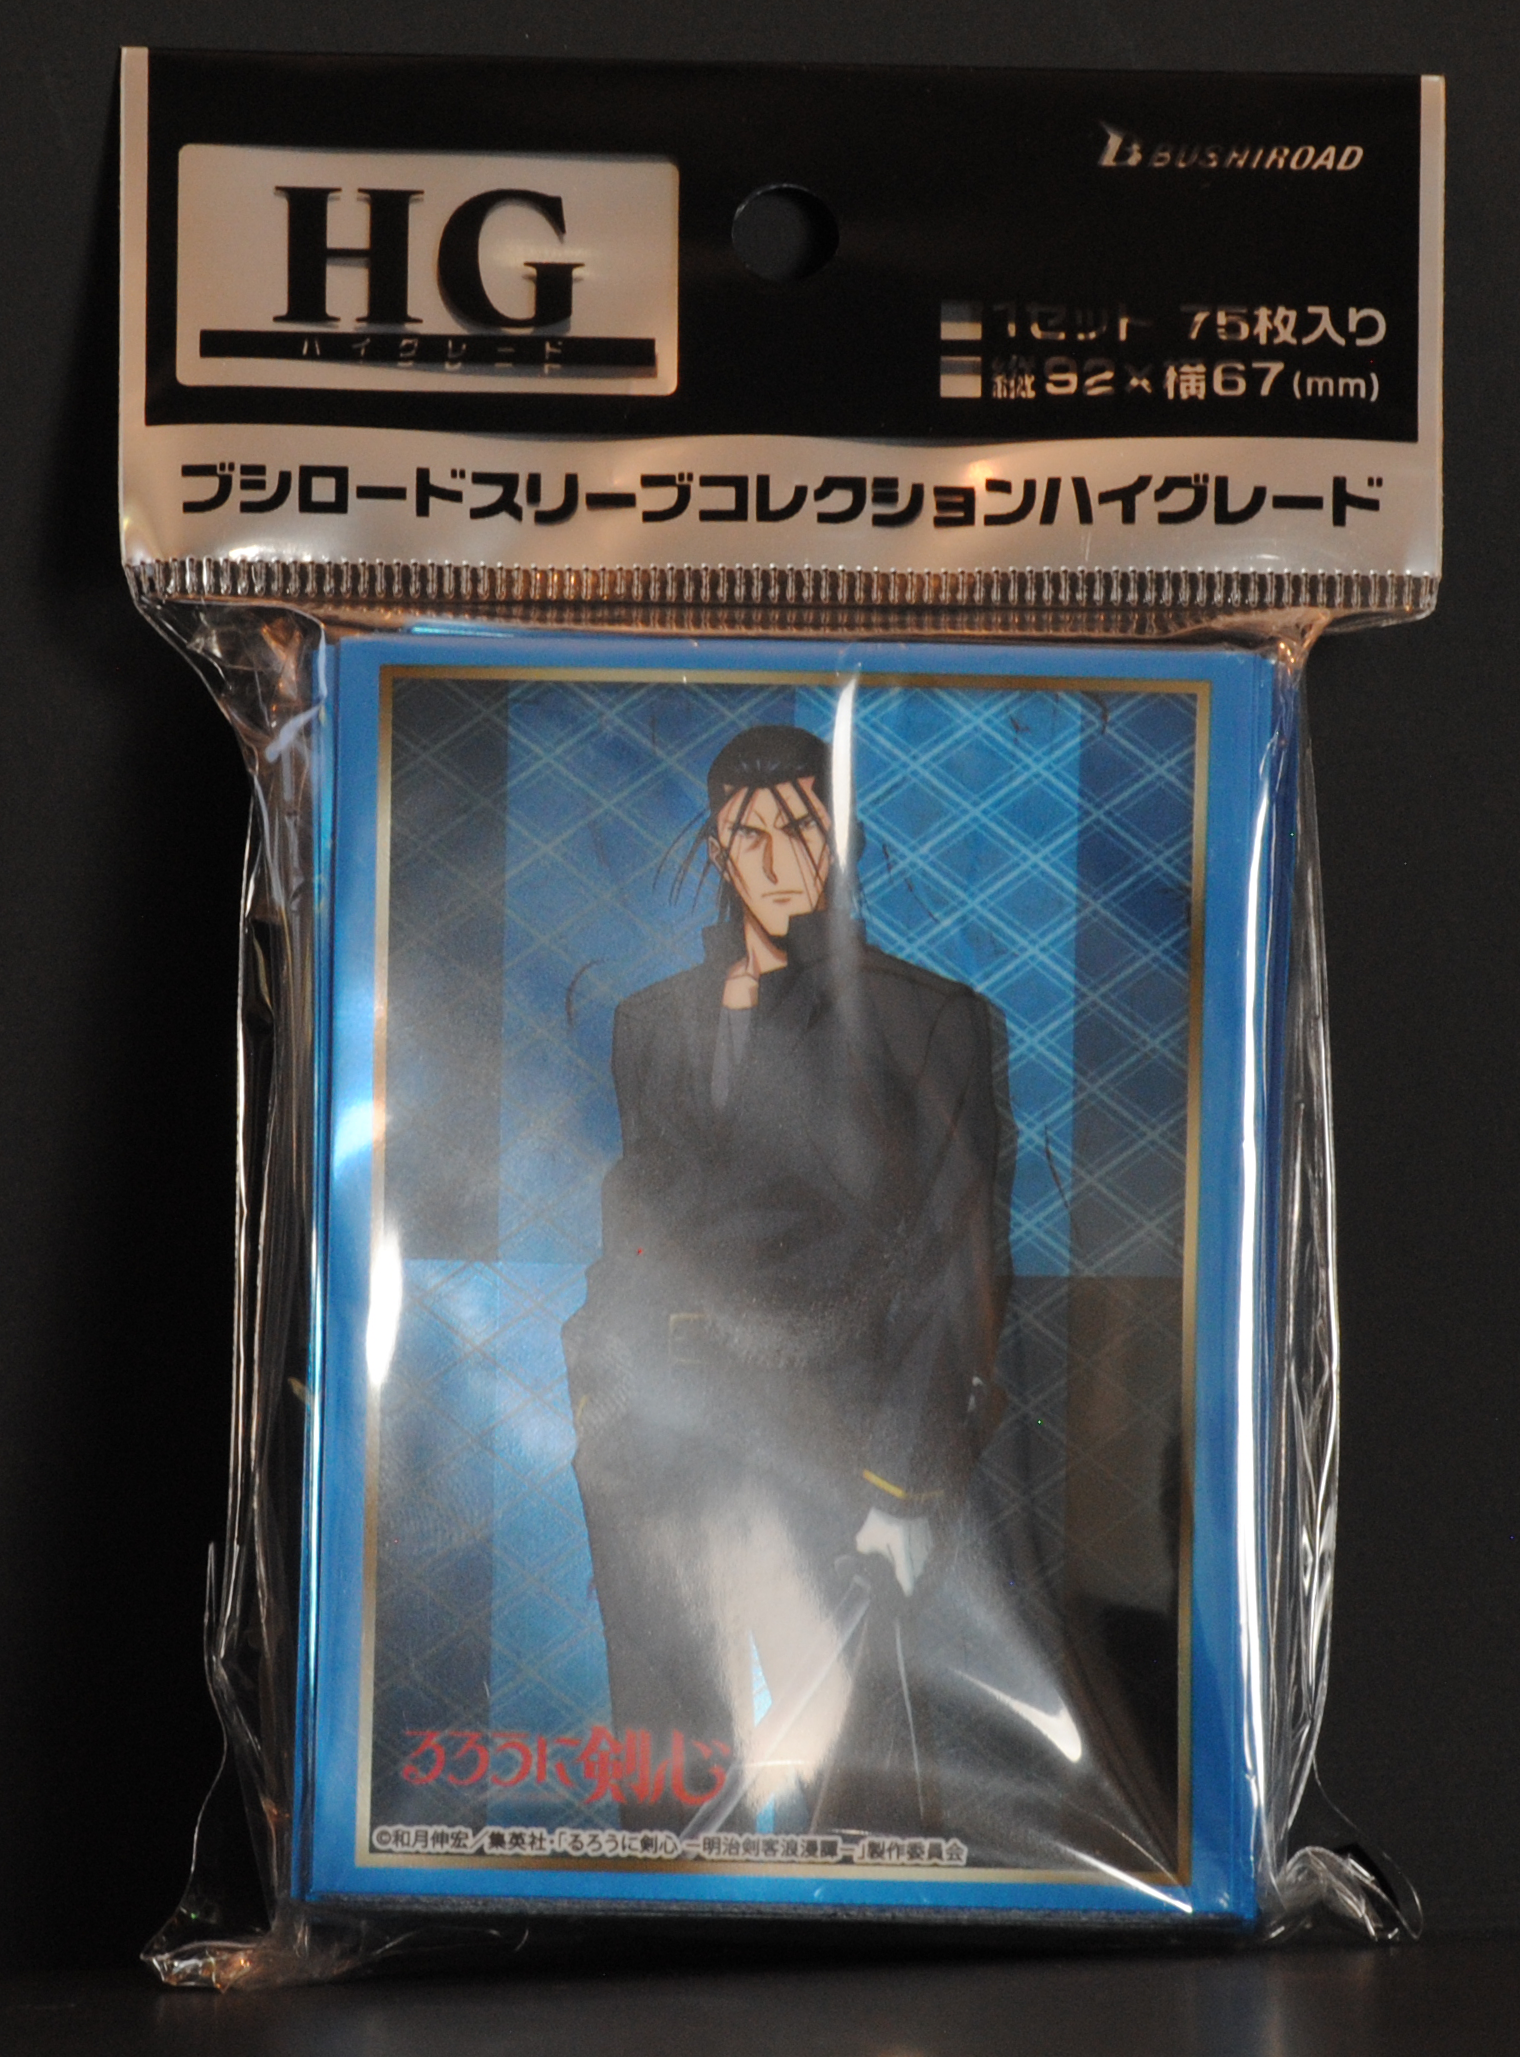 BUSHIROAD
HG
ハイグレード
1セット 75枚入り
縦92×横67(mm)
ブシロードスリーブコレクションハイグレード
るろうに剣心
©和月伸宏／集英社・「るろうに剣心 －明治剣客浪漫譚－」製作委員会